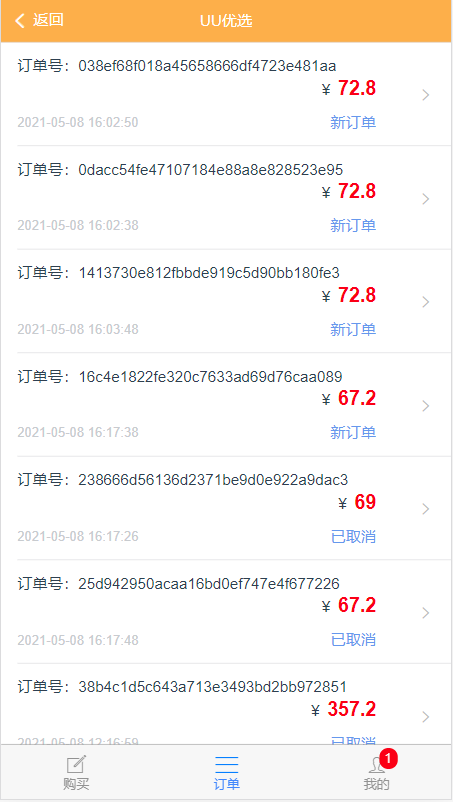 返回
UU优选
订单号：038ef68f018a45658666df4723e481aa
¥ 72.8
2021-05-08 16:02:50 新订单
订单号：0dacc54fe47107184e88a8e828523e95
¥ 72.8
2021-05-08 16:02:38 新订单
订单号：1413730e812fbbde919c5d90bb180fe3
¥ 72.8
2021-05-08 16:03:48 新订单
订单号：16c4e1822fe320c7633ad69d76caa089
¥ 67.2
2021-05-08 16:17:38 新订单
订单号：238666d56136d2371be9d0e922a9dac3
¥ 69
2021-05-08 16:17:26 已取消
订单号：25d942950acaa16bd0ef747e4f677226
¥ 67.2
2021-05-08 16:17:48 已取消
订单号：38b4c1d5c643a713e3493bd2bb972851
¥ 357.2
2021-05-08 12:16:59 已取消
1
购买 订单 我的